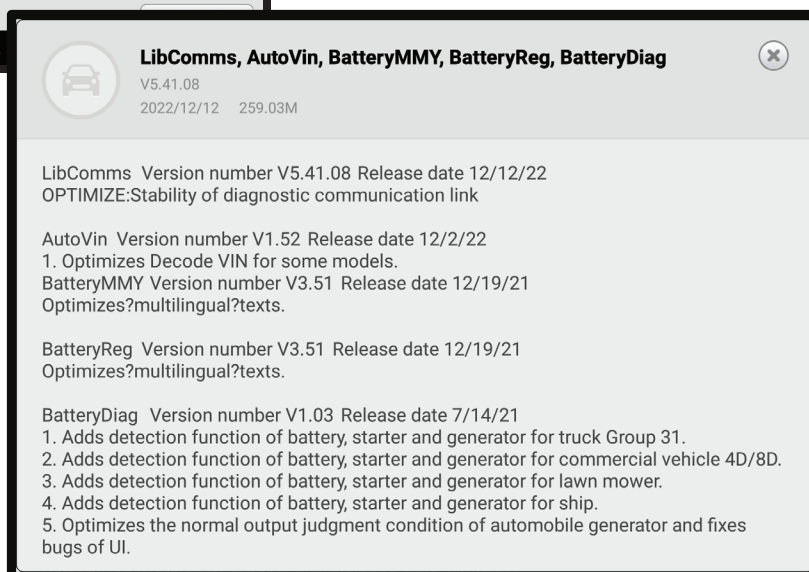 LibComms, AutoVin, BatteryMMY, BatteryReg, BatteryDiag
V5.41.08
2022/12/12 259.03M
LibComms Version number V5.41.08 Release date 12/12/22
OPTIMIZE:Stability of diagnostic communication link
AutoVin Version number V1.52 Release date 12/2/22
1. Optimizes Decode VIN for some models.
BatteryMMY Version number V3.51 Release date 12/19/21
Optimizes?multilingual?texts.
BatteryReg Version number V3.51 Release date 12/19/21
Optimizes?multilingual?texts.
BatteryDiag Version number V1.03 Release date 7/14/21
1. Adds detection function of battery, starter and generator for truck Group 31.
2. Adds detection function of battery, starter and generator for commercial vehicle 4D/8D.
3. Adds detection function of battery, starter and generator for lawn mower.
4. Adds detection function of battery, starter and generator for ship.
5. Optimizes the normal output judgment condition of automobile generator and fixes
bugs of UI.